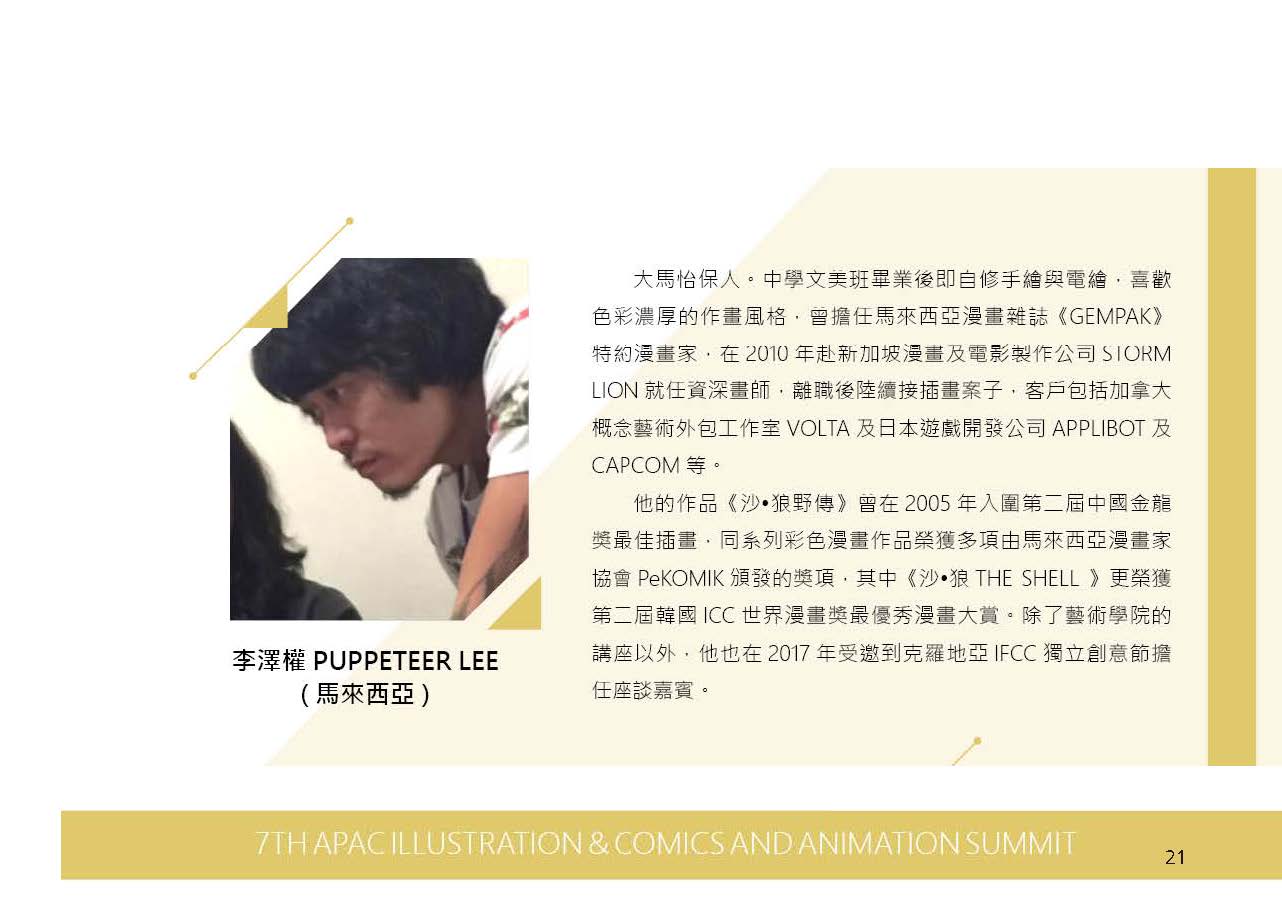 大馬怡保人。中學文美班畢業後即自修手繪與電繪，喜歡
色彩濃厚的作畫風格，曾擔任馬來西亞漫畫雜誌《GEMPAK》
特約漫畫家，在 2010 年赴新加坡漫畫及電影製作公司 STORM
LION 就任資深畫師，離職後陸續接插畫案子，客戶包括加拿大
概念藝術外包工作室 VOLTA 及日本遊戲開發公司 APPLIBOT 及
CAPCOM 等。
他的作品《沙•狼野傳》曾在 2005 年入圍第二屆中國金龍
獎最佳插畫，同系列彩色漫畫作品榮獲多項由馬來西亞漫畫家
協會 PeKOMIK 頒發的獎項，其中《沙•狼 THE SHELL 》更榮獲
第二屆韓國 ICC 世界漫畫獎最優秀漫畫大賞。除了藝術學院的
講座以外，他也在 2017 年受邀到克羅地亞 IFCC 獨立創意節擔
任座談嘉賓。
李澤權 PUPPETEER LEE
( 馬來西亞 )
7TH APAC ILLUSTRATION & COMICS AND ANIMATION SUMMIT
21